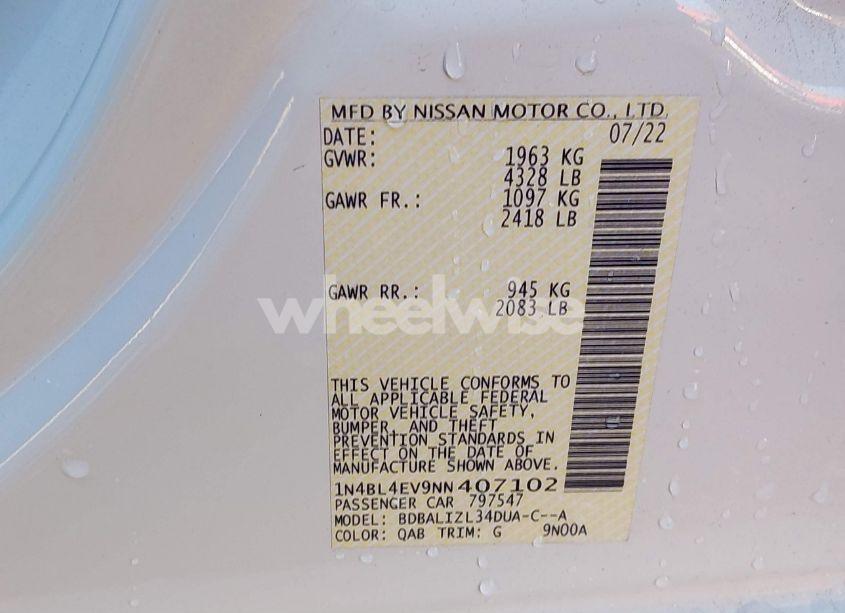 MFD BY NISSAN MOTOR CO., LTD.
DATE: 07/22
GVWR: 1963 KG
4328 LB
GAWR FR.: 1097 KG
2418 LB
GAWR RR.: 945 KG
2083 LB
wheelwise
THIS VEHICLE CONFORMS TO
ALL APPLICABLE FEDERAL
MOTOR VEHICLE SAFETY,
BUMPER, AND THEFT
PREVENTION STANDARDS IN
EFFECT ON THE DATE OF
MANUFACTURE SHOWN ABOVE.
1N4BL4EV9NN407102
PASSENGER CAR 797547
MODEL: BDBALIZL34DUA-C--A
COLOR: QAB TRIM: G 9N00A